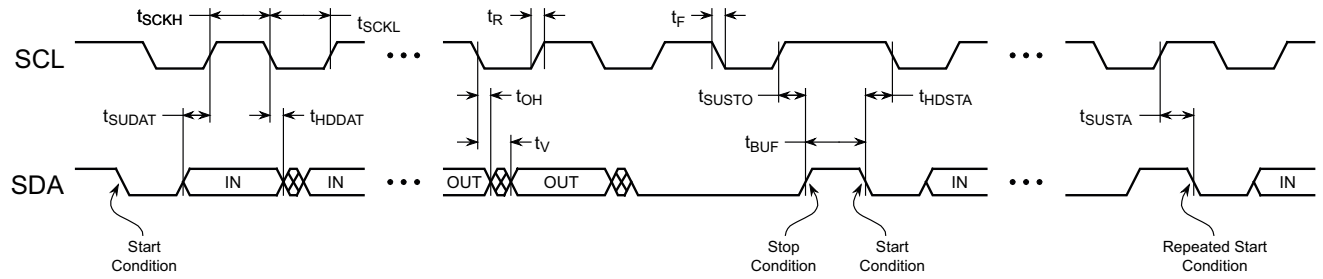 tSCKH
tSCKL
tR
tF
SCL
tOH
tSUSTO
tHDSTA
tSUDAT
tHDDAT
tSUSTA
tV
tBUF
SDA
IN
IN
OUT
OUT
IN
IN
Start
Condition
Stop
Condition
Start
Condition
Repeated Start
Condition